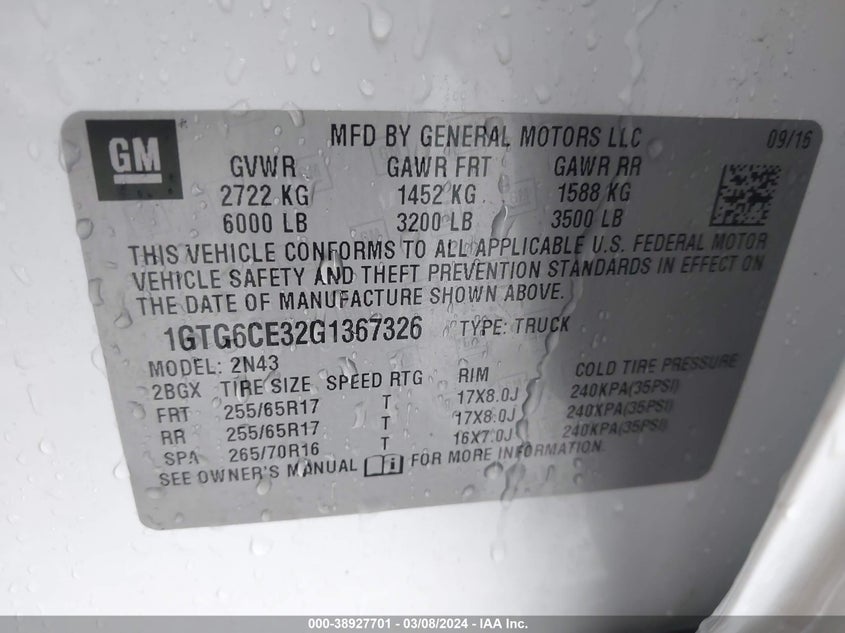 GM
MFD BY GENERAL MOTORS LLC 09/16
GVWR GAWR FRT GAWR RR
2722 KG 1452 KG 1588 KG
6000 LB 3200 LB 3500 LB
THIS VEHICLE CONFORMS TO ALL APPLICABLE U.S. FEDERAL MOTOR
VEHICLE SAFETY AND THEFT PREVENTION STANDARDS IN EFFECT ON
THE DATE OF MANUFACTURE SHOWN ABOVE.
1GTG6CE32G1367326 TYPE: TRUCK
MODEL: 2N43
2BGX TIRE SIZE SPEED RTG RIM COLD TIRE PRESSURE
FRT 255/65R17 T 17X8.0J 240KPA(35PSI)
RR 255/65R17 T 17X8.0J 240KPA(35PSI)
SPA 265/70R16 T 16X7.0J 240KPA(35PSI)
SEE OWNER'S MANUAL i FOR MORE INFORMATION.
000-38927701 - 03/08/2024 - IAA Inc.